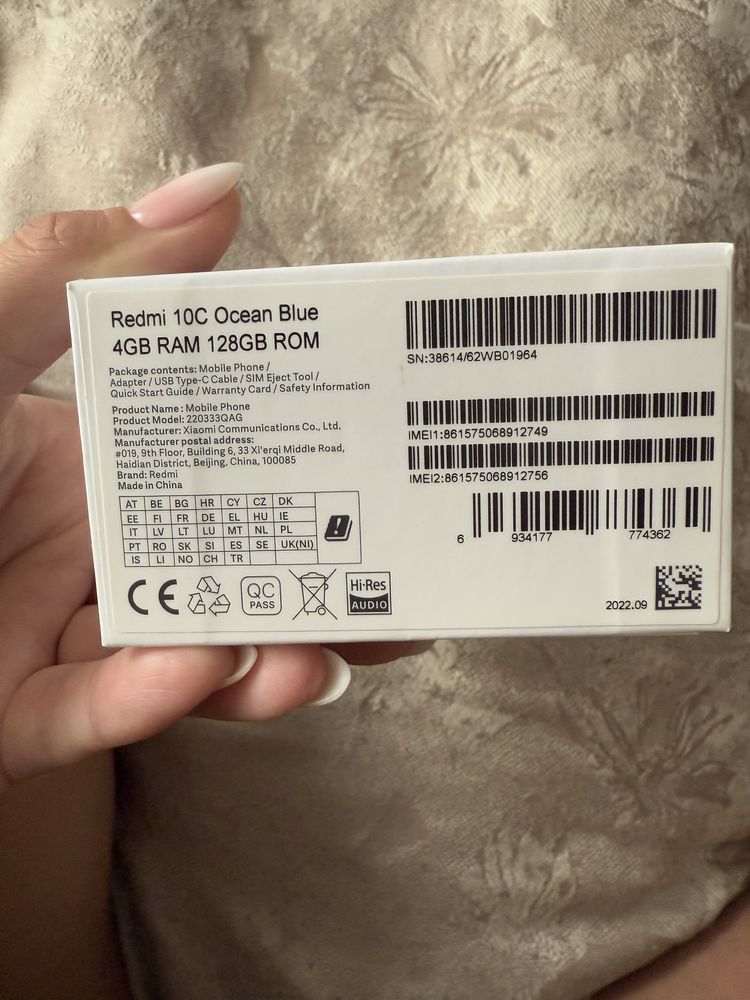 Redmi 10C Ocean Blue
4GB RAM 128GB ROM
Package contents: Mobile Phone /
Adapter / USB Type-C Cable / SIM Eject Tool /
Quick Start Guide / Warranty Card / Safety Information
Product Name: Mobile Phone
Product Model: 220333QAG
Manufacturer: Xiaomi Communications Co., Ltd.
Manufacturer postal address:
#019, 9th Floor, Building 6, 33 Xi'erqi Middle Road,
Haidian District, Beijing, China, 100085
Brand: Redmi
Made in China
AT BE BG HR CY CZ DK
EE FI FR DE EL HU IE
IT LV LT LU MT NL PL
PT RO SK SI ES SE UK(NI)
IS LI NO CH TR
CE
QC
PASS
Hi-Res
AUDIO
SN:38614/62WB01964
IMEI1:861575068912749
IMEI2:861575068912756
6 934177 774362
2022.09